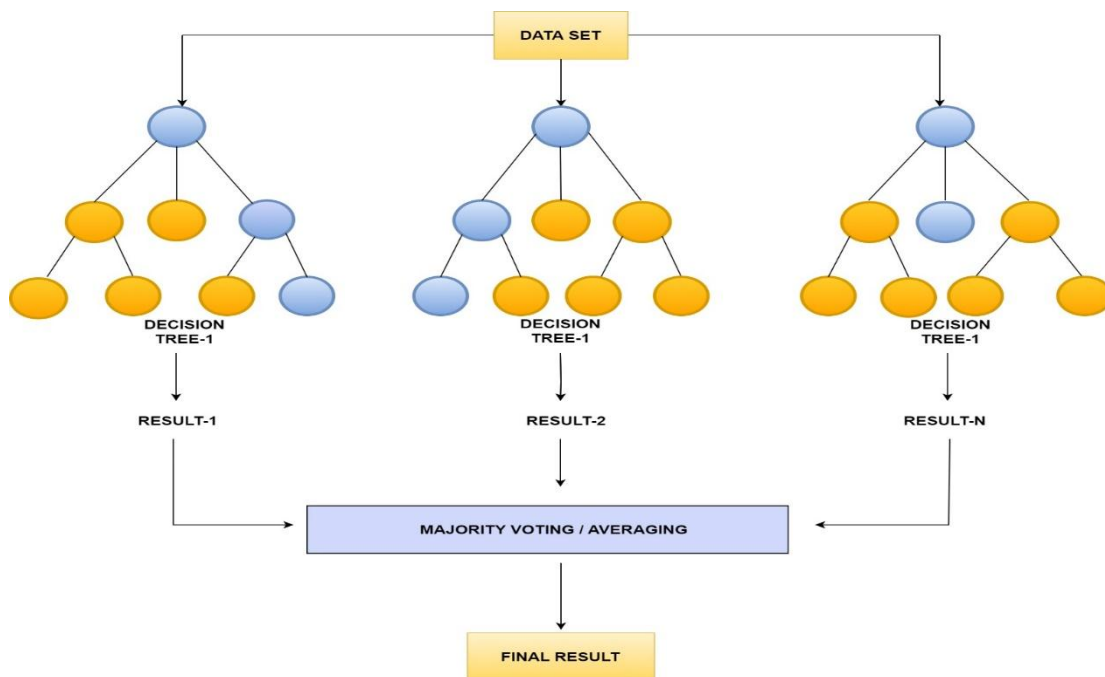 DATA SET
DECISION
TREE-1
DECISION
TREE-1
DECISION
TREE-1
RESULT-1
RESULT-2
RESULT-N
MAJORITY VOTING / AVERAGING
FINAL RESULT